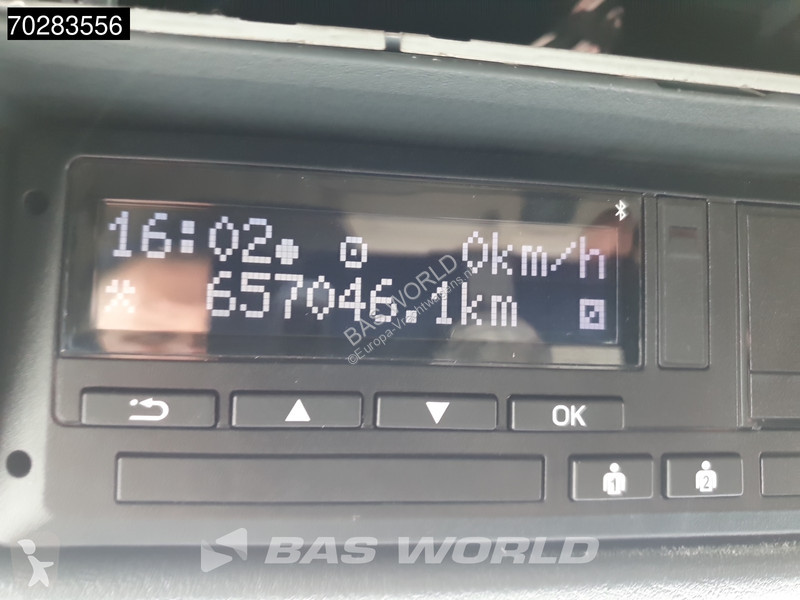 70283556
16:02 0km/h
657046.1km
BAS WORLD
©Europa-Vrachtwagens.nl
OK
1 2
BAS WORLD